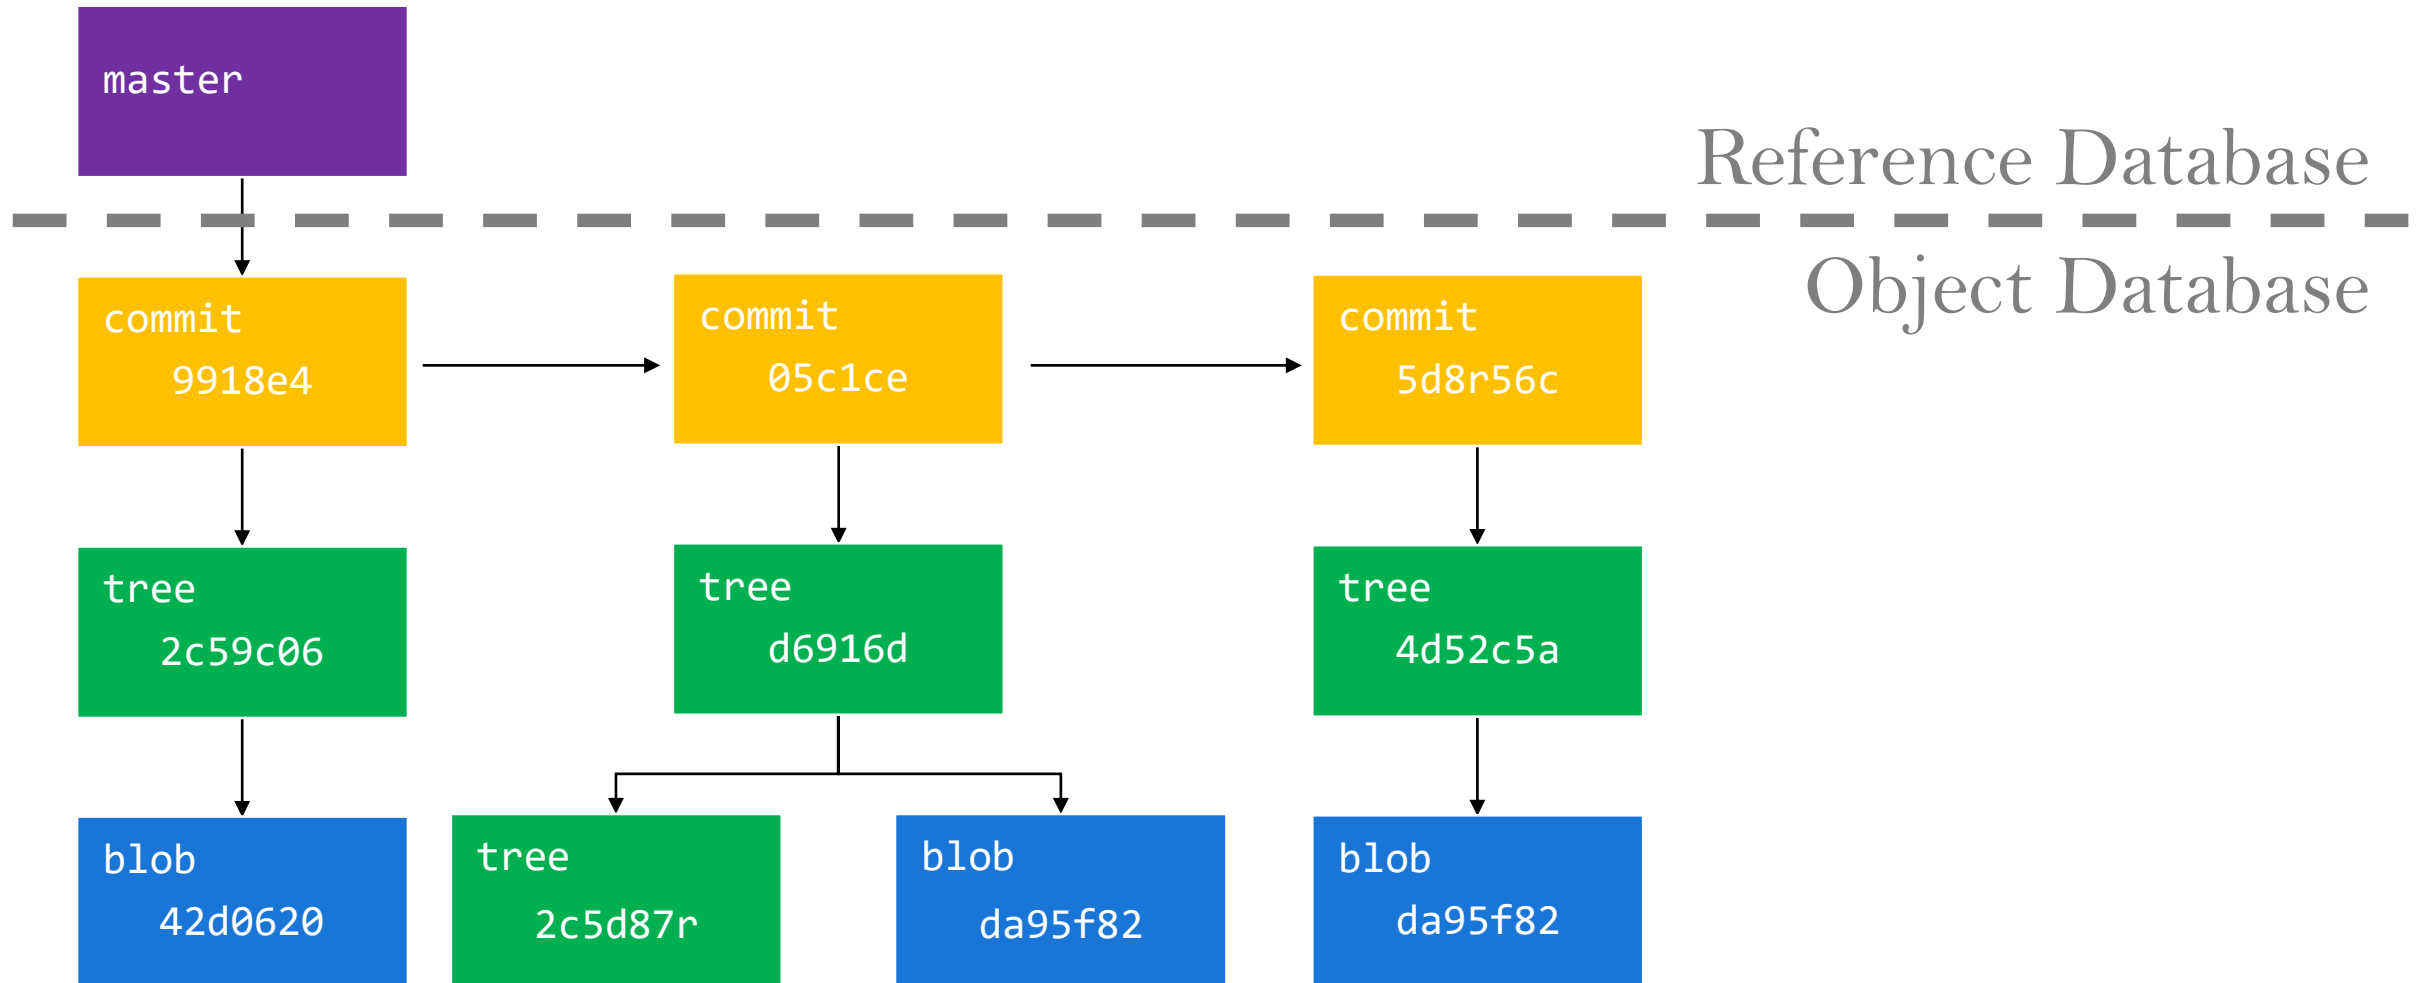 master
Reference Database
Object Database
commit
9918e4
commit
05c1ce
commit
5d8r56c
tree
2c59c06
tree
d6916d
tree
4d52c5a
blob
42d0620
tree
2c5d87r
blob
da95f82
blob
da95f82